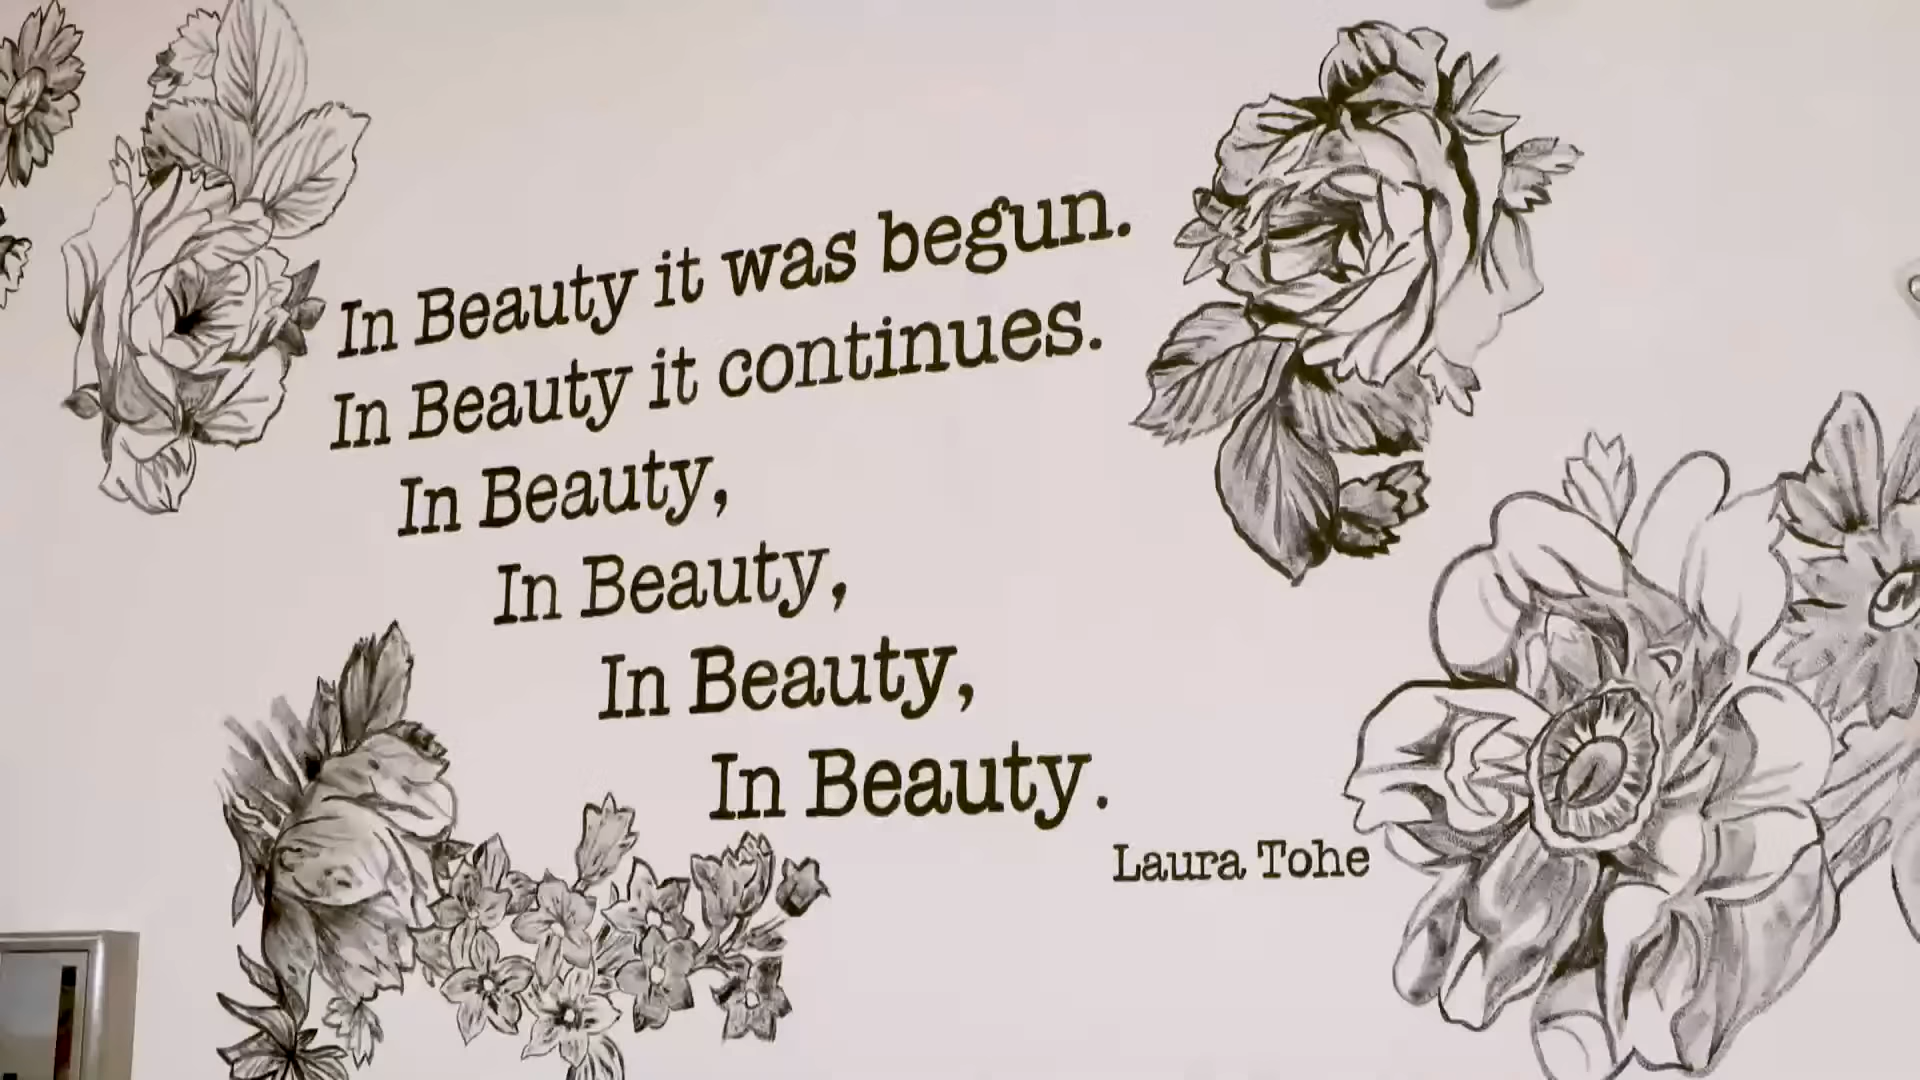 In Beauty it was begun.
In Beauty it continues.
In Beauty,
In Beauty,
In Beauty,
In Beauty.
Laura Tohe